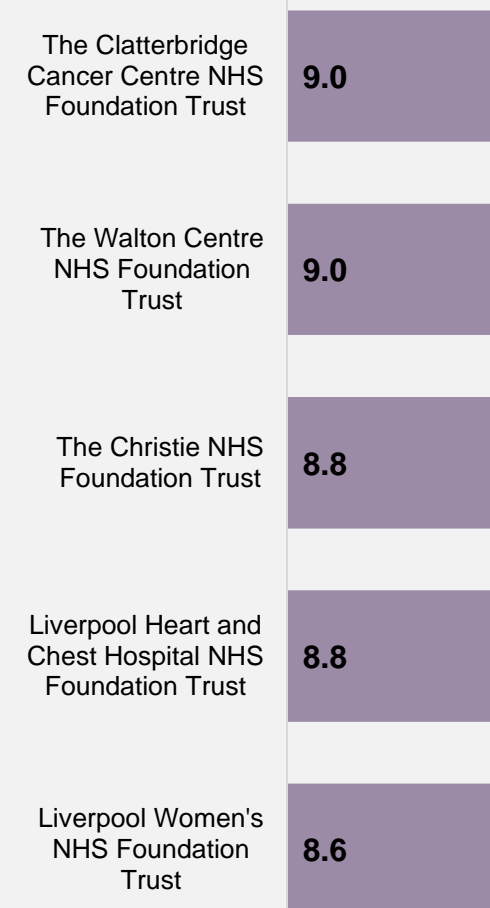 The Clatterbridge
Cancer Centre NHS
Foundation Trust
9.0
The Walton Centre
NHS Foundation
Trust
9.0
The Christie NHS
Foundation Trust
8.8
Liverpool Heart and
Chest Hospital NHS
Foundation Trust
8.8
Liverpool Women's
NHS Foundation
Trust
8.6